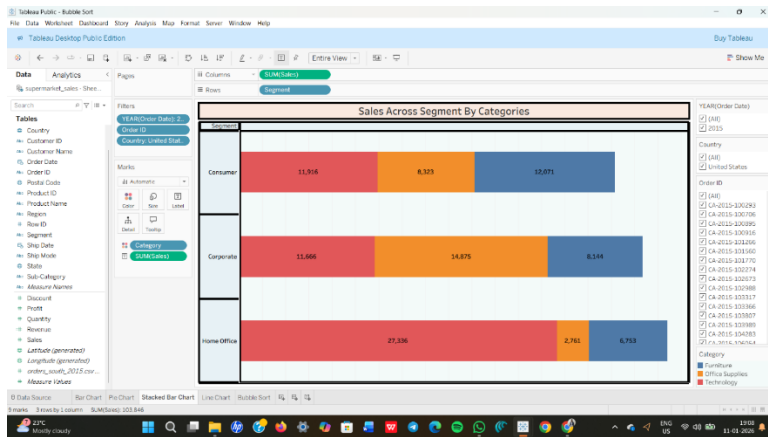 Tableau Public - Bubble Sort
File Data Worksheet Dashboard Story Analysis Map Format Server Window Help
Tableau Desktop Public Edition
Buy Tableau
Entire View
Show Me
Data Analytics
supermarket_sales - Shee...
Search
Tables
Country
Customer ID
Customer Name
Order Date
Order ID
Postal Code
Product ID
Product Name
Region
Row ID
Segment
Ship Date
Ship Mode
State
Sub-Category
Measure Names
Discount
Profit
Quantity
Revenue
Sales
Latitude (generated)
Longitude (generated)
orders_south_2015.csv ...
Measure Values
Pages
Filters
YEAR(Order Date): 2...
Order ID
Country: United Stat...
Marks
Automatic
Color Size Label
Detail Tooltip
Category
SUM(Sales)
Columns SUM(Sales)
Rows Segment
Sales Across Segment By Categories
Segment
Consumer 11,916 8,323 12,071
Corporate 11,666 14,875 8,144
Home Office 27,336 2,761 6,753
YEAR(Order Date)
(All)
2015
Country
(All)
United States
Order ID
(All)
CA-2015-100293
CA-2015-100706
CA-2015-100895
CA-2015-100916
CA-2015-101266
CA-2015-101560
CA-2015-101770
CA-2015-102274
CA-2015-102673
CA-2015-102988
CA-2015-103317
CA-2015-103366
CA-2015-103807
CA-2015-103989
CA-2015-104283
Category
Furniture
Office Supplies
Technology
Data Source Bar Chart Pie Chart Stacked Bar Chart Line Chart Bubble Sort
9 marks 3 rows by 1 column SUM(Sales): 103,846
23°C
Mostly cloudy
ENG
US
19:08
11-01-2026